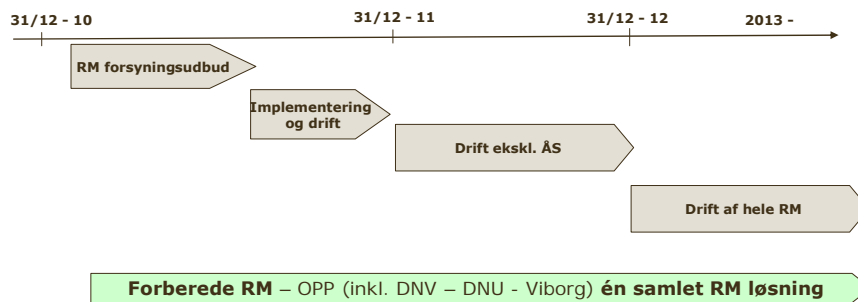 31/12 - 10
31/12 - 11
31/12 - 12
2013 -
RM forsyningsudbud
Implementering
og drift
Drift ekskl. ÅS
Drift af hele RM
Forberede RM – OPP (inkl. DNV – DNU - Viborg) én samlet RM løsning